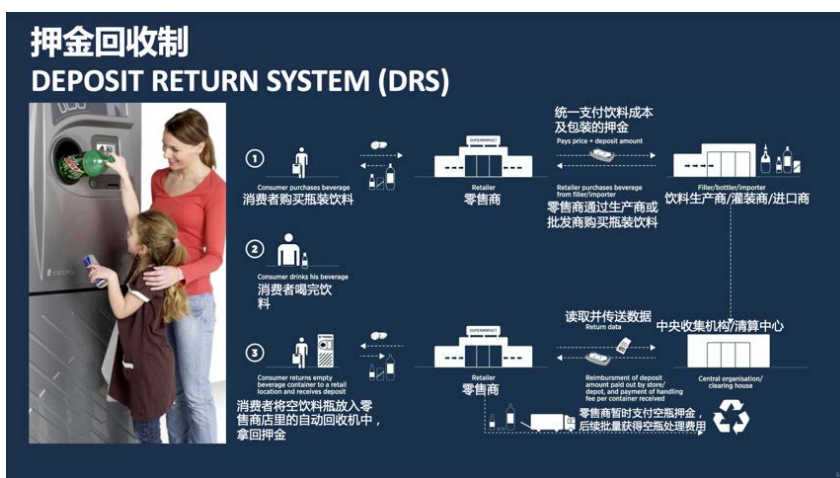 押金回收制
DEPOSIT RETURN SYSTEM (DRS)
1
Consumer purchases beverage
消费者购买瓶装饮料
SUPERMARKET
Retailer
零售商
统一支付饮料成本
及包装的押金
Pays price + deposit amount
Retailer purchases beverage
from filler/importer
零售商通过生产商或
批发商购买瓶装饮料
Filler/bottler/importer
饮料生产商/灌装商/进口商
2
Consumer drinks his beverage
消费者喝完饮
料
3
Consumer returns empty
beverage container to a retail
location and receives deposit
消费者将空饮料瓶放入零
售商店里的自动回收机中，
拿回押金
SUPERMARKET
Retailer
零售商
读取并传送数据
Return data
Reimbursment of deposit
amount paid out by store/
depot, and payment of handling
fee per container received
零售商暂时支付空瓶押金，
后续批量获得空瓶处理费用
中央收集机构/清算中心
Central organisation/
clearing house